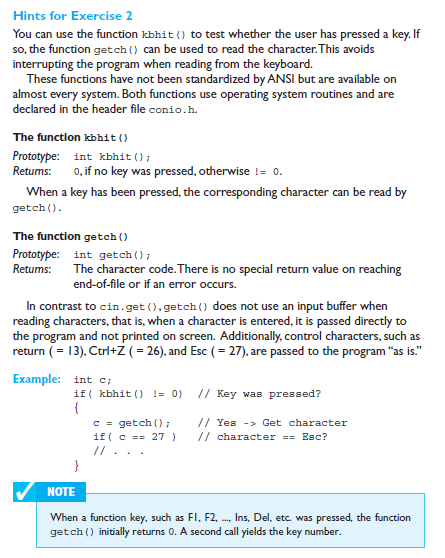 Hints for Exercise 2
You can use the function kbhit() to test whether the user has pressed a key. If
so, the function getch() can be used to read the character.This avoids
interrupting the program when reading from the keyboard.
These functions have not been standardized by ANSI but are available on
almost every system. Both functions use operating system routines and are
declared in the header file conio.h.
The function kbhit()
Prototype: int kbhit();
Returns: 0, if no key was pressed, otherwise != 0.
When a key has been pressed, the corresponding character can be read by
getch().
The function getch()
Prototype: int getch();
Returns: The character code.There is no special return value on reaching
end-of-file or if an error occurs.
In contrast to cin.get(), getch() does not use an input buffer when
reading characters, that is, when a character is entered, it is passed directly to
the program and not printed on screen. Additionally, control characters, such as
return ( = 13), Ctrl+Z ( = 26), and Esc ( = 27), are passed to the program “as is.”
Example: int c;
if( kbhit() != 0) // Key was pressed?
{
c = getch(); // Yes -> Get character
if( c == 27 ) // character == Esc?
// . . .
}
NOTE
When a function key, such as F1, F2, ..., Ins, Del, etc. was pressed, the function
getch() initially returns 0. A second call yields the key number.